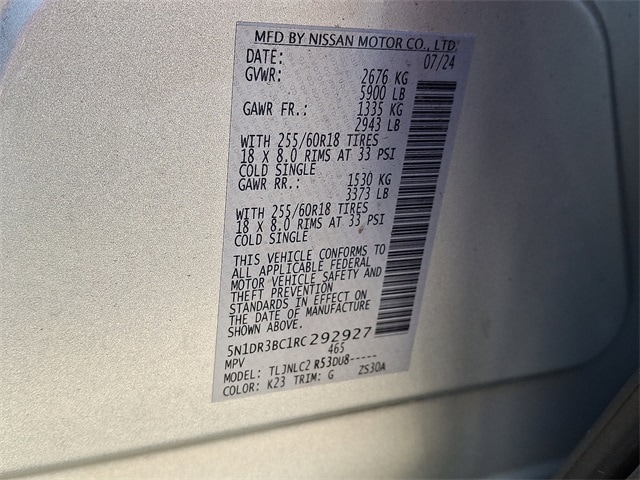 MFD BY NISSAN MOTOR CO., LTD.
DATE: 07/24
GVWR: 2676 KG
5900 LB
GAWR FR.: 1335 KG
2943 LB
WITH 255/60R18 TIRES
18 X 8.0 RIMS AT 33 PSI
COLD SINGLE
GAWR RR.: 1530 KG
3373 LB
WITH 255/60R18 TIRES
18 X 8.0 RIMS AT 33 PSI
COLD SINGLE
THIS VEHICLE CONFORMS TO
ALL APPLICABLE FEDERAL
MOTOR VEHICLE SAFETY AND
THEFT PREVENTION
STANDARDS IN EFFECT ON
THE DATE OF MANUFACTURE
SHOWN ABOVE.
5N1DR3BC1RC292927
MPV 465
MODEL: TLJNLC2 R53DU8-----
COLOR: K23 TRIM: G ZS30A